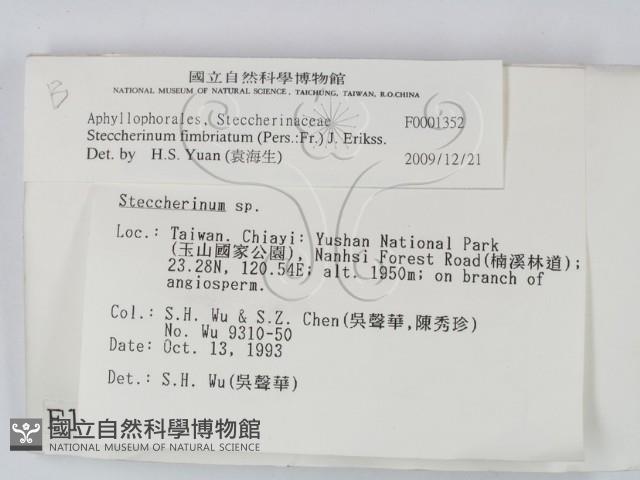 B
國立自然科學博物館
NATIONAL MUSEUM OF NATURAL SCIENCE, TAICHUNG, TAIWAN, R.O.CHINA
Aphyllophorales, Steccherinaceae F0001352
Steccherinum fimbriatum (Pers.:Fr.) J. Erikss.
Det. by H.S. Yuan (袁海生) 2009/12/21
Steccherinum sp.
Loc.: Taiwan. Chiayi: Yushan National Park
(玉山國家公園), Nanhsi Forest Road(楠溪林道);
23.28N, 120.54E; alt. 1950m; on branch of
angiosperm.
Col.: S.H. Wu & S.Z. Chen(吳聲華,陳秀珍)
No. Wu 9310-50
Date: Oct. 13, 1993
Det.: S.H. Wu(吳聲華)
國立自然科學博物館
NATIONAL MUSEUM OF NATURAL SCIENCE